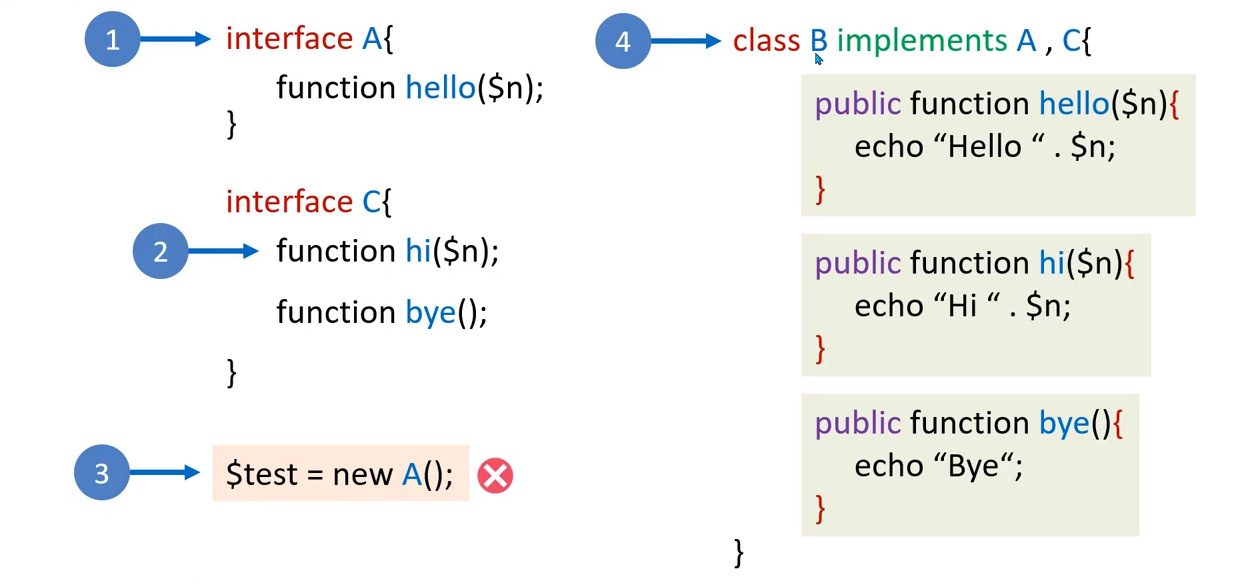 1
interface A{
function hello($n);
}
interface C{
2
function hi($n);
function bye();
}
3
$test = new A();
4
class B implements A , C{
public function hello($n){
echo “Hello “ . $n;
}
public function hi($n){
echo “Hi “ . $n;
}
public function bye(){
echo “Bye“;
}
}